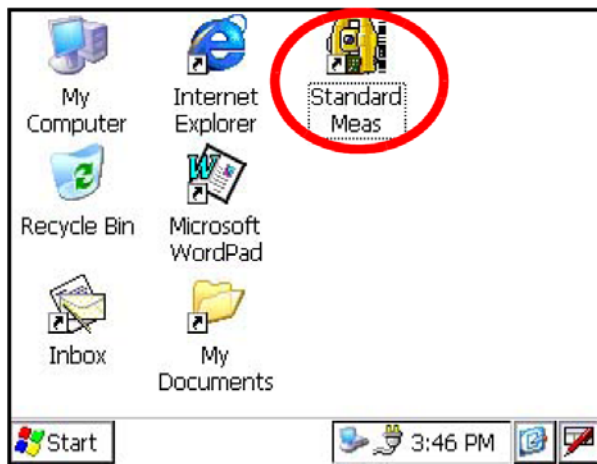 My
Computer
Internet
Explorer
Standard
Meas
Recycle Bin
Microsoft
WordPad
Inbox
My
Documents
Start
3:46 PM